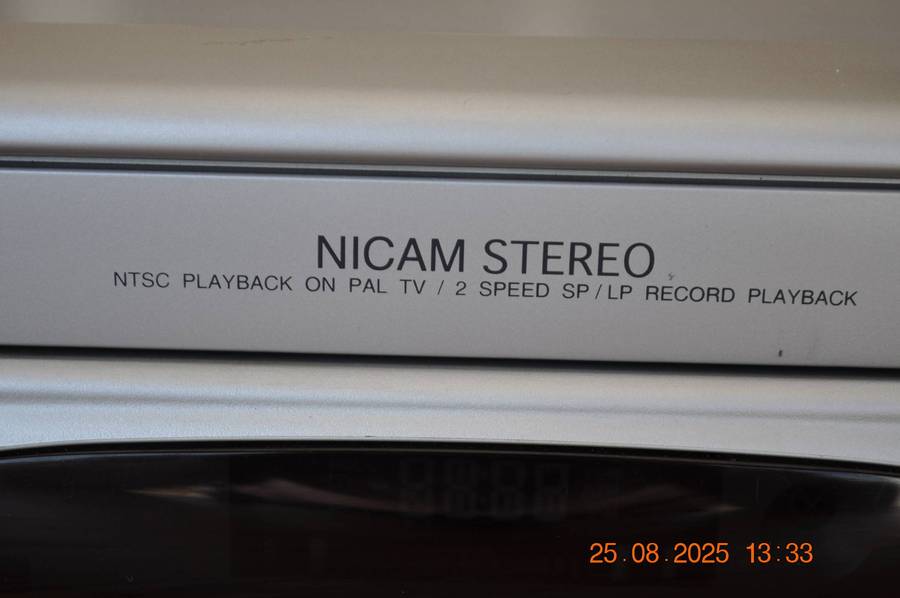 NICAM STEREO
NTSC PLAYBACK ON PAL TV / 2 SPEED SP/LP RECORD PLAYBACK
25.08.2025 13:33